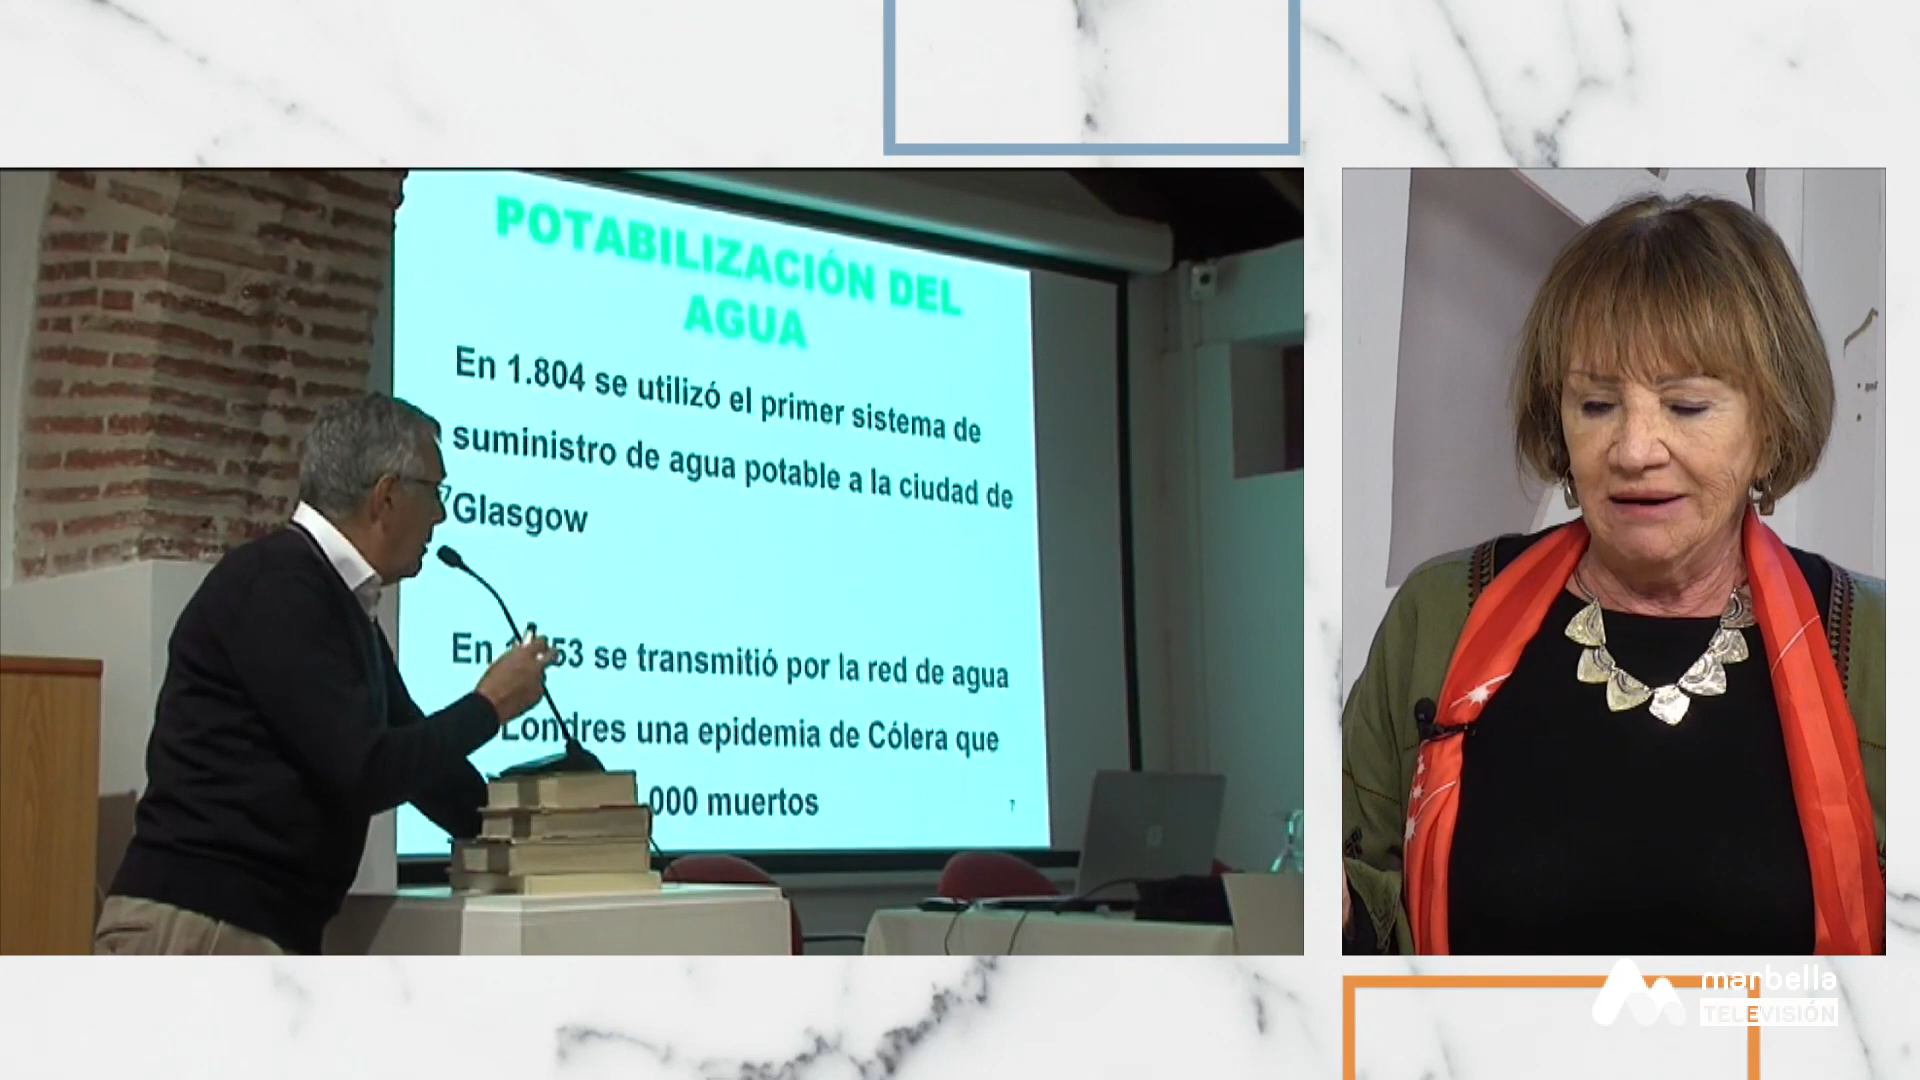 POTABILIZACIÓN DEL
AGUA
En 1.804 se utilizó el primer sistema de
suministro de agua potable a la ciudad de
Glasgow
En 53 se transmitió por la red de agua
Londres una epidemia de Cólera que
000 muertos
7
marbella
TELEVISIÓN